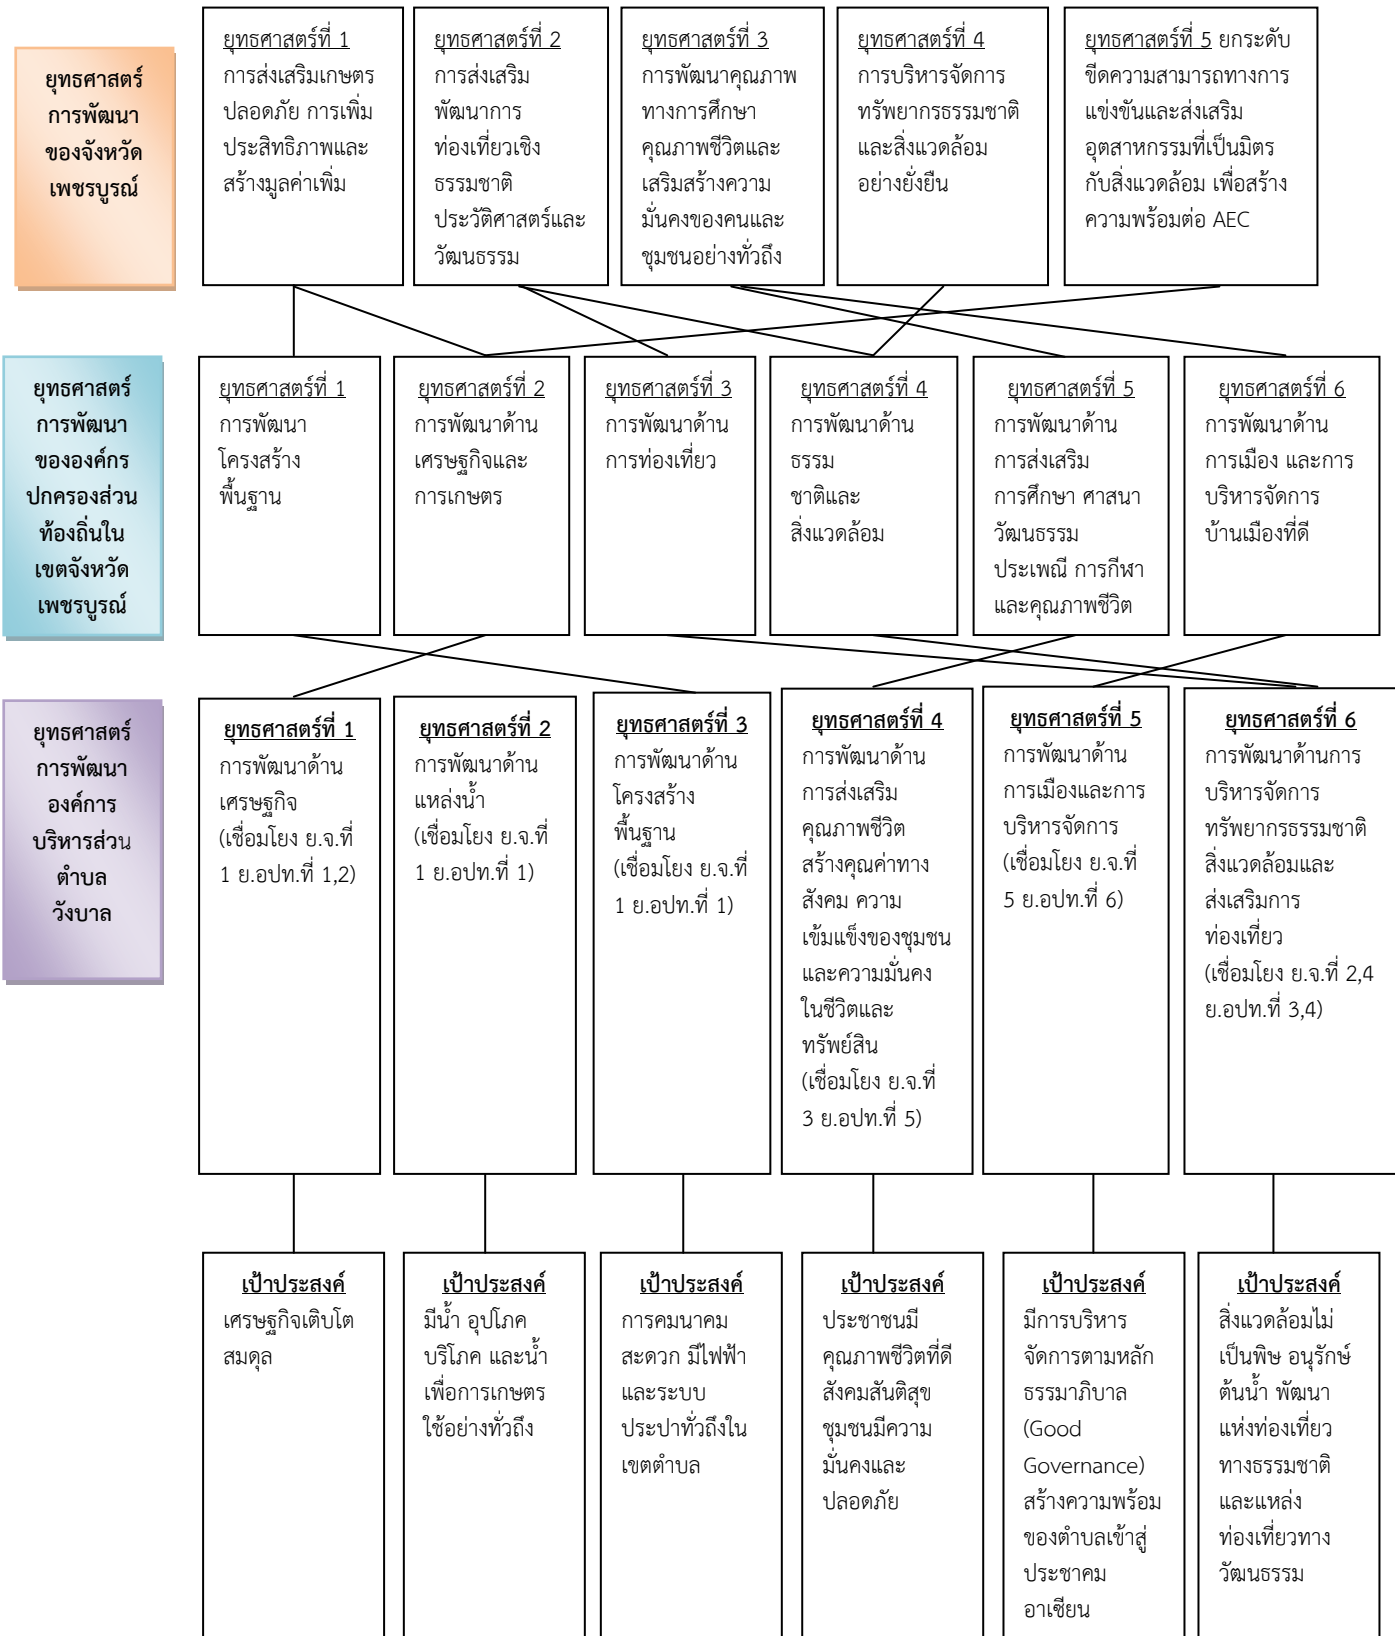 ยุทธศาสตร์
การพัฒนา
ของจังหวัด
เพชรบูรณ์
ยุทธศาสตร์ที่ 1
การส่งเสริมเกษตร
ปลอดภัย การเพิ่ม
ประสิทธิภาพและ
สร้างมูลค่าเพิ่ม
ยุทธศาสตร์ที่ 2
การส่งเสริม
พัฒนาการ
ท่องเที่ยวเชิง
ธรรมชาติ
ประวัติศาสตร์และ
วัฒนธรรม
ยุทธศาสตร์ที่ 3
การพัฒนาคุณภาพ
ทางการศึกษา
คุณภาพชีวิตและ
เสริมสร้างความ
มั่นคงของคนและ
ชุมชนอย่างทั่วถึง
ยุทธศาสตร์ที่ 4
การบริหารจัดการ
ทรัพยากรธรรมชาติ
และสิ่งแวดล้อม
อย่างยั่งยืน
ยุทธศาสตร์ที่ 5 ยกระดับ
ขีดความสามารถทางการ
แข่งขันและส่งเสริม
อุตสาหกรรมที่เป็นมิตร
กับสิ่งแวดล้อม เพื่อสร้าง
ความพร้อมต่อ AEC
ยุทธศาสตร์
การพัฒนา
ขององค์กร
ปกครองส่วน
ท้องถิ่นใน
เขตจังหวัด
เพชรบูรณ์
ยุทธศาสตร์ที่ 1
การพัฒนา
โครงสร้าง
พื้นฐาน
ยุทธศาสตร์ที่ 2
การพัฒนาด้าน
เศรษฐกิจและ
การเกษตร
ยุทธศาสตร์ที่ 3
การพัฒนาด้าน
การท่องเที่ยว
ยุทธศาสตร์ที่ 4
การพัฒนาด้าน
ธรรม
ชาติและ
สิ่งแวดล้อม
ยุทธศาสตร์ที่ 5
การพัฒนาด้าน
การส่งเสริม
การศึกษา ศาสนา
วัฒนธรรม
ประเพณี การกีฬา
และคุณภาพชีวิต
ยุทธศาสตร์ที่ 6
การพัฒนาด้าน
การเมือง และการ
บริหารจัดการ
บ้านเมืองที่ดี
ยุทธศาสตร์
การพัฒนา
องค์การ
บริหารส่วน
ตำบล
วังบาล
ยุทธศาสตร์ที่ 1
การพัฒนาด้าน
เศรษฐกิจ
(เชื่อมโยง ย.จ.ที่
1 ย.อปท.ที่ 1,2)
ยุทธศาสตร์ที่ 2
การพัฒนาด้าน
แหล่งน้ำ
(เชื่อมโยง ย.จ.ที่
1 ย.อปท.ที่ 1)
ยุทธศาสตร์ที่ 3
การพัฒนาด้าน
โครงสร้าง
พื้นฐาน
(เชื่อมโยง ย.จ.ที่
1 ย.อปท.ที่ 1)
ยุทธศาสตร์ที่ 4
การพัฒนาด้าน
การส่งเสริม
คุณภาพชีวิต
สร้างคุณค่าทาง
สังคม ความ
เข้มแข็งของชุมชน
และความมั่นคง
ในชีวิตและ
ทรัพย์สิน
(เชื่อมโยง ย.จ.ที่
3 ย.อปท.ที่ 5)
ยุทธศาสตร์ที่ 5
การพัฒนาด้าน
การเมืองและการ
บริหารจัดการ
(เชื่อมโยง ย.จ.ที่
5 ย.อปท.ที่ 6)
ยุทธศาสตร์ที่ 6
การพัฒนาด้านการ
บริหารจัดการ
ทรัพยากรธรรมชาติ
สิ่งแวดล้อมและ
ส่งเสริมการ
ท่องเที่ยว
(เชื่อมโยง ย.จ.ที่ 2,4
ย.อปท.ที่ 3,4)
เป้าประสงค์
เศรษฐกิจเติบโต
สมดุล
เป้าประสงค์
มีน้ำ อุปโภค
บริโภค และน้ำ
เพื่อการเกษตร
ใช้อย่างทั่วถึง
เป้าประสงค์
การคมนาคม
สะดวก มีไฟฟ้า
และระบบ
ประปาทั่วถึงใน
เขตตำบล
เป้าประสงค์
ประชาชนมี
คุณภาพชีวิตที่ดี
สังคมสันติสุข
ชุมชนมีความ
มั่นคงและ
ปลอดภัย
เป้าประสงค์
มีการบริหาร
จัดการตามหลัก
ธรรมาภิบาล
(Good
Governance)
สร้างความพร้อม
ของตำบลเข้าสู่
ประชาคม
อาเซียน
เป้าประสงค์
สิ่งแวดล้อมไม่
เป็นพิษ อนุรักษ์
ต้นน้ำ พัฒนา
แห่งท่องเที่ยว
ทางธรรมชาติ
และแหล่ง
ท่องเที่ยวทาง
วัฒนธรรม